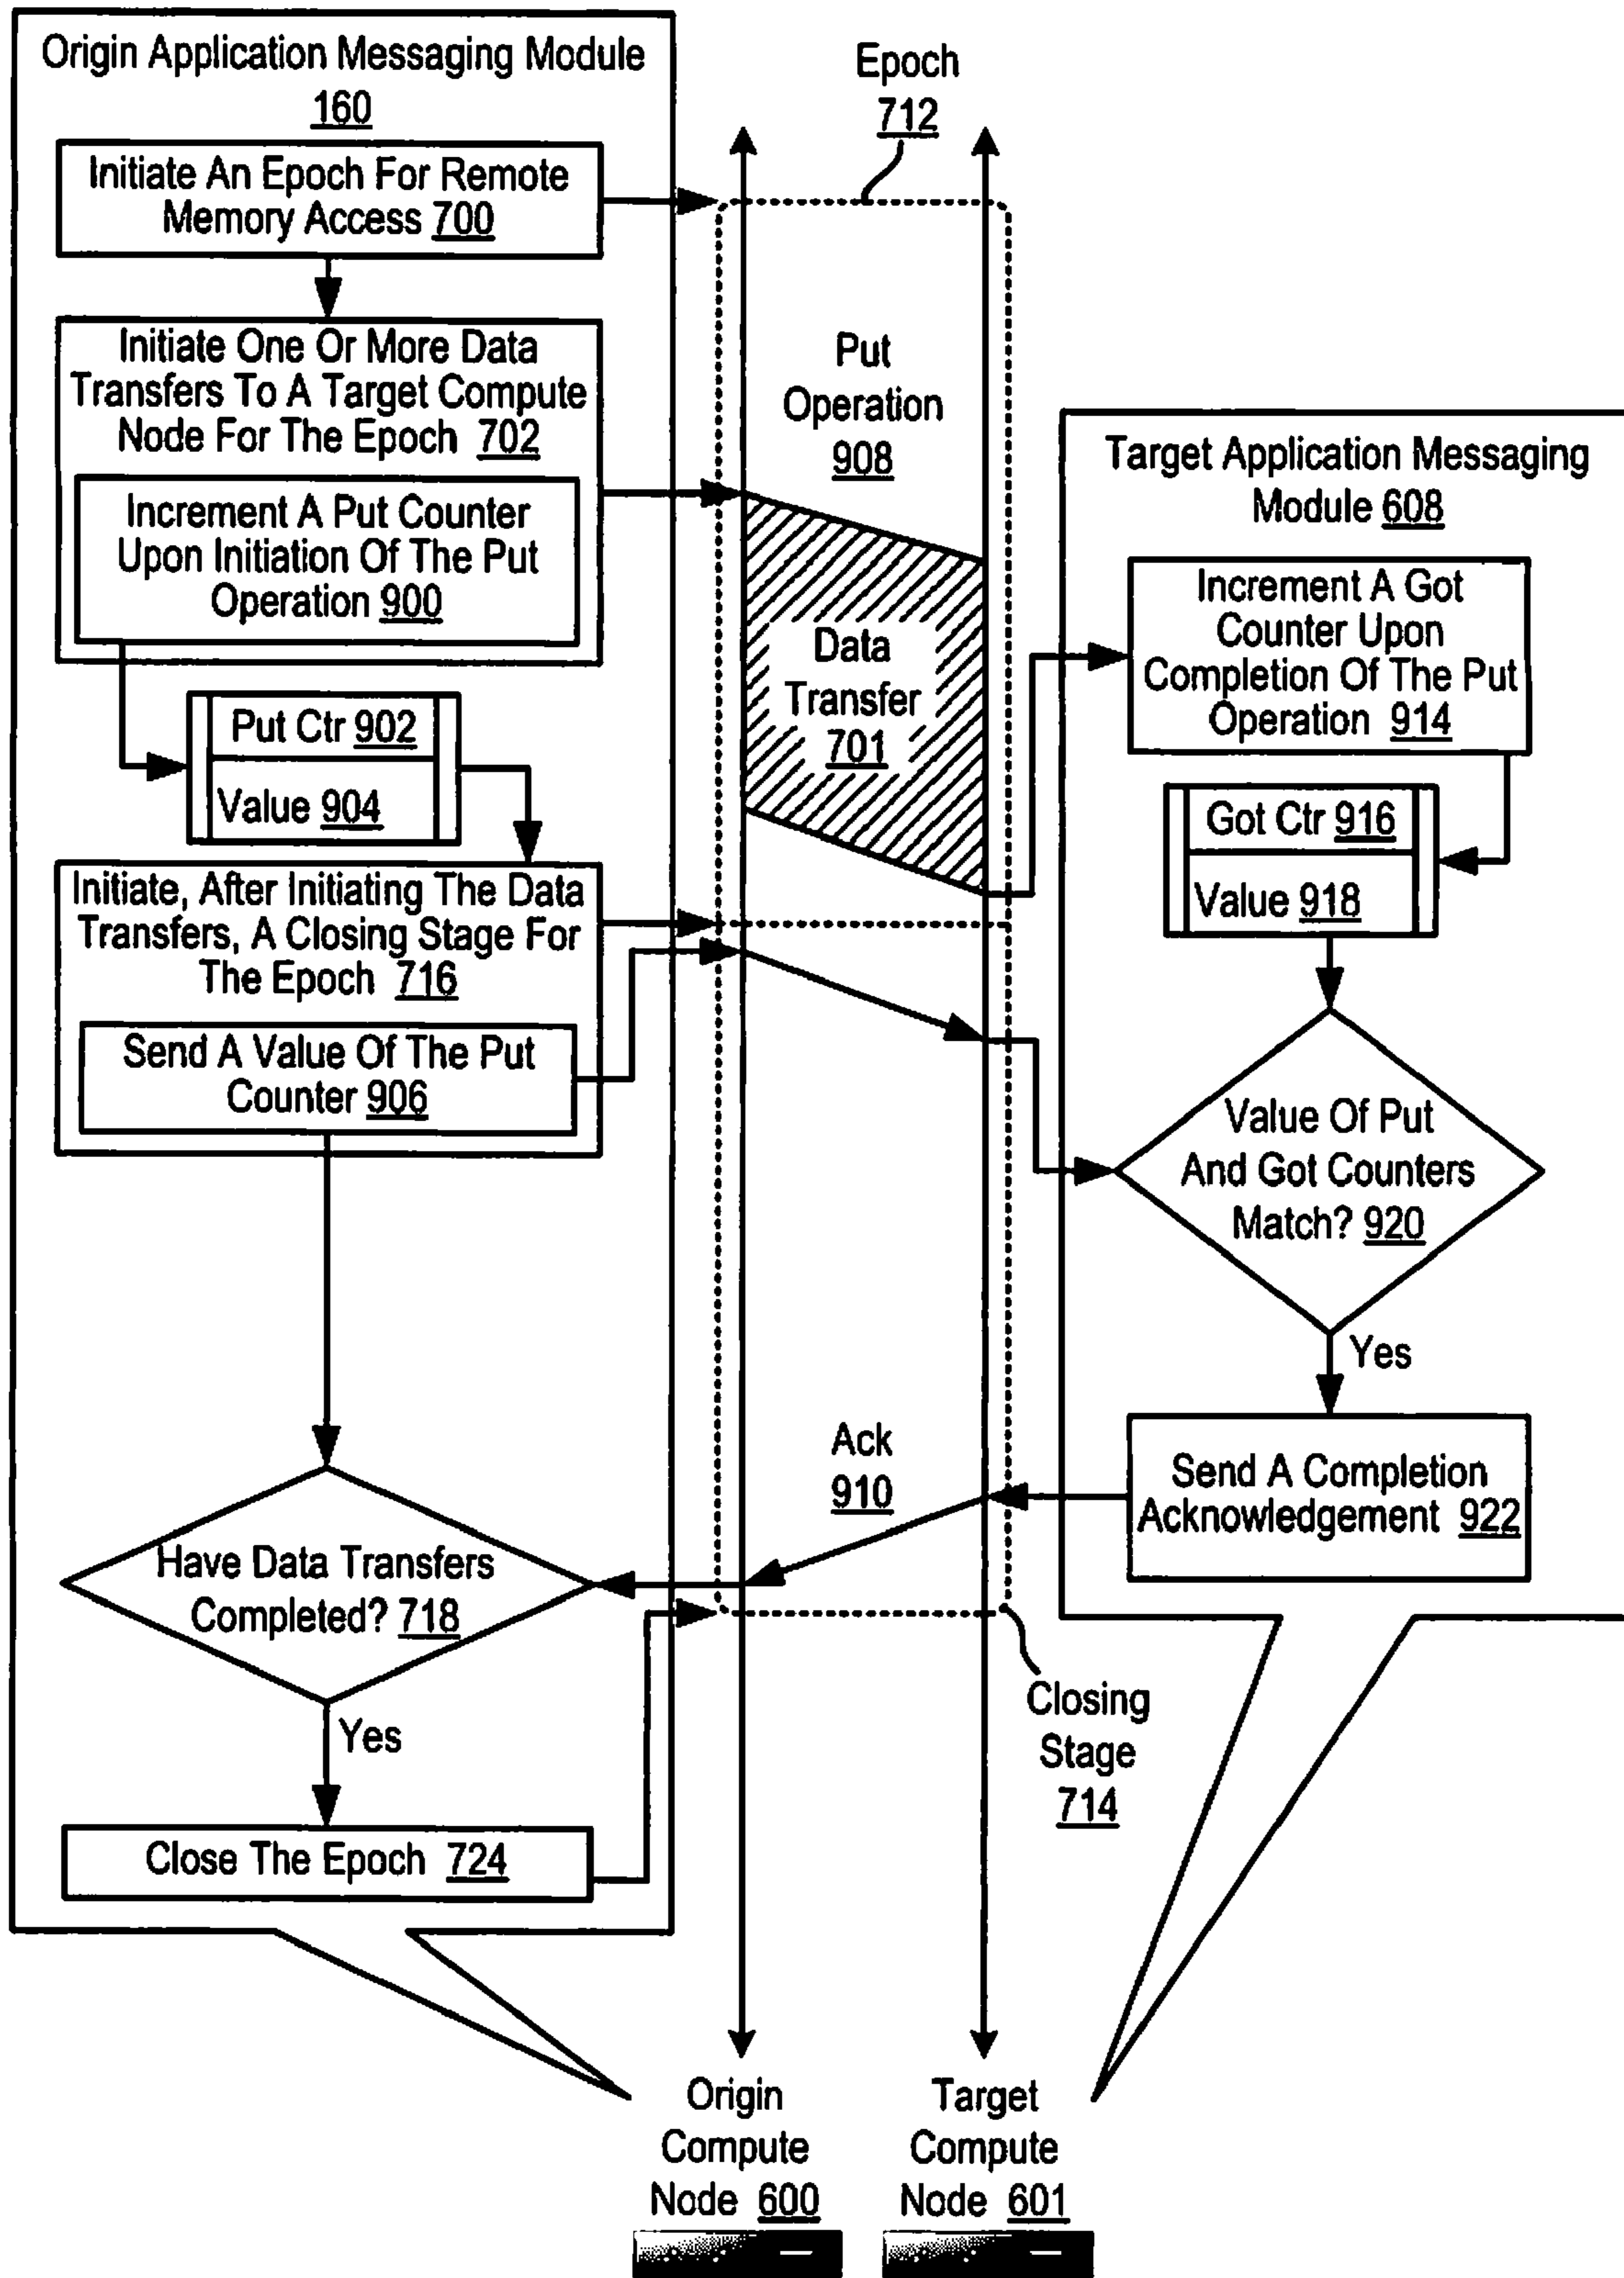 Origin Application Messaging Module
160
Initiate An Epoch For Remote
Memory Access 700
Initiate One Or More Data
Transfers To A Target Compute
Node For The Epoch 702
Increment A Put Counter
Upon Initiation Of The Put
Operation 900
Put Ctr 902
Value 904
Initiate, After Initiating The Data
Transfers, A Closing Stage For
The Epoch 716
Send A Value Of The Put
Counter 906
Have Data Transfers
Completed? 718
Yes
Close The Epoch 724
Epoch
712
Put
Operation
908
Data
Transfer
701
Ack
910
Closing
Stage
714
Target Application Messaging
Module 608
Increment A Got
Counter Upon
Completion Of The Put
Operation 914
Got Ctr 916
Value 918
Value Of Put
And Got Counters
Match? 920
Yes
Send A Completion
Acknowledgement 922
Origin
Compute
Node 600
Target
Compute
Node 601